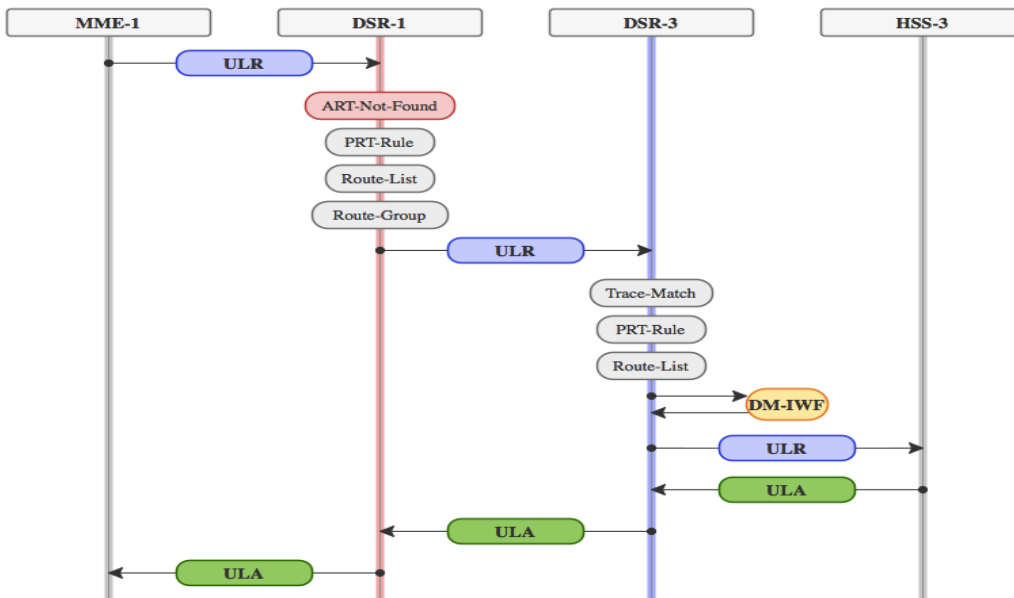 MME-1 DSR-1 DSR-3 HSS-3
ULR
ART-Not-Found
PRT-Rule
Route-List
Route-Group
ULR
Trace-Match
PRT-Rule
Route-List
DM-IWF
ULR
ULA
ULA
ULA